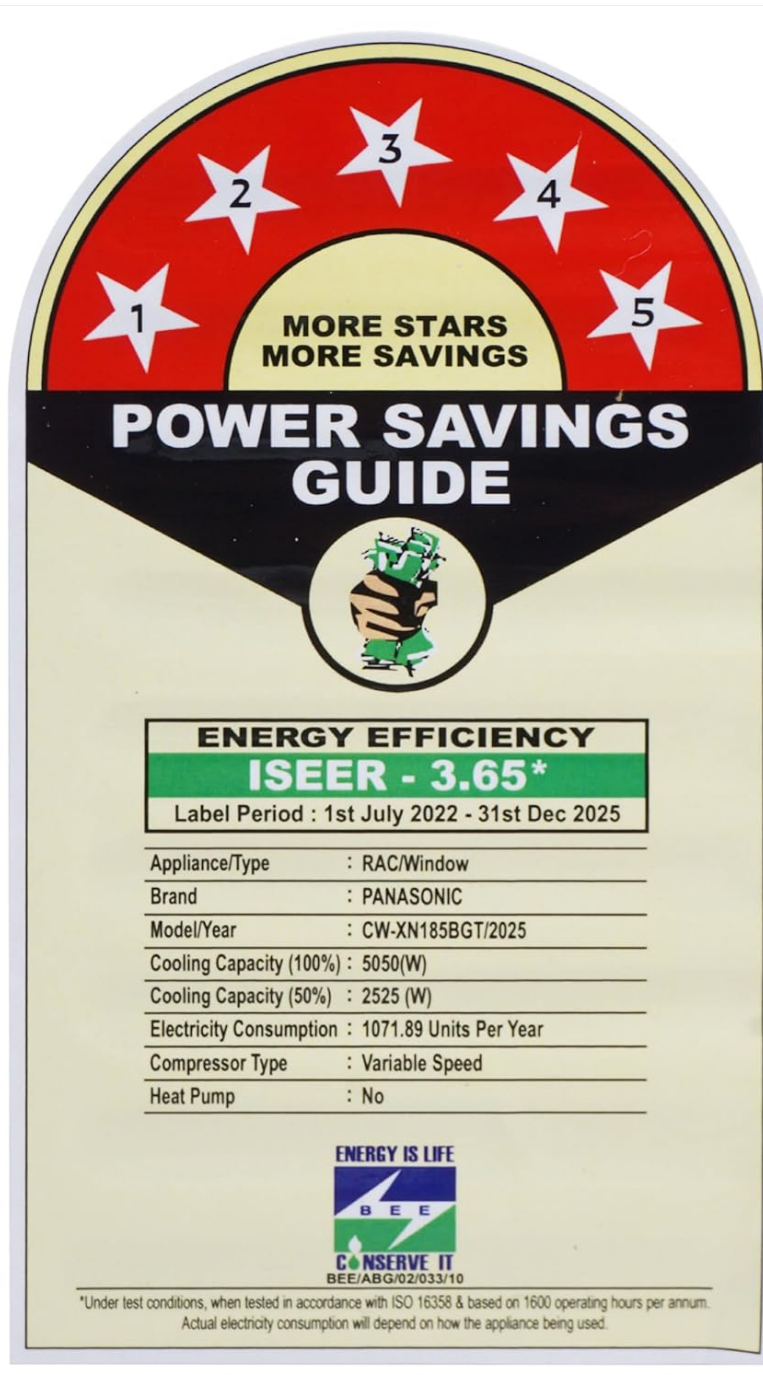 1
2
3
4
5
MORE STARS
MORE SAVINGS
POWER SAVINGS
GUIDE
ENERGY EFFICIENCY
ISEER - 3.65*
Label Period : 1st July 2022 - 31st Dec 2025
Appliance/Type : RAC/Window
Brand : PANASONIC
Model/Year : CW-XN185BGT/2025
Cooling Capacity (100%) : 5050(W)
Cooling Capacity (50%) : 2525 (W)
Electricity Consumption : 1071.89 Units Per Year
Compressor Type : Variable Speed
Heat Pump : No
ENERGY IS LIFE
BEE
CONSERVE IT
BEE/ABG/02/033/10
*Under test conditions, when tested in accordance with ISO 16358 & based on 1600 operating hours per annum.
Actual electricity consumption will depend on how the appliance being used.